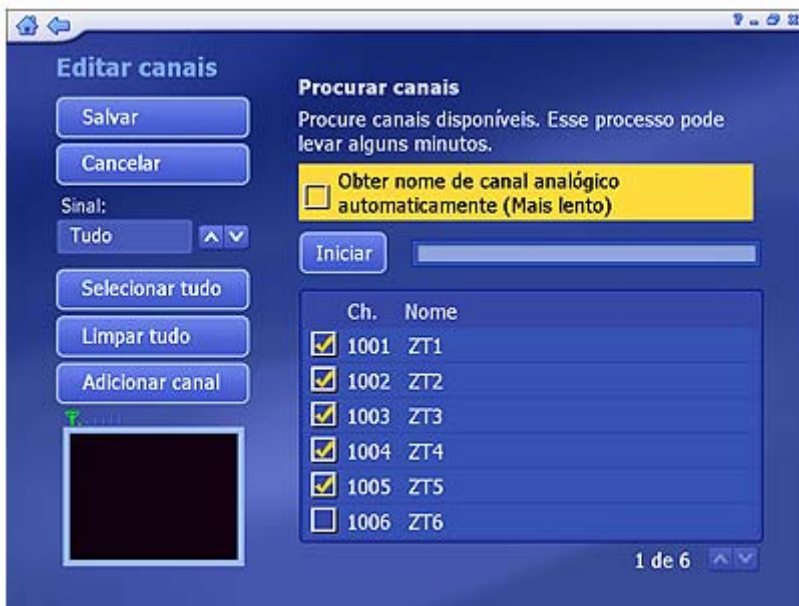 Editar canais
Salvar
Cancelar
Sinal:
Tudo
Selecionar tudo
Limpar tudo
Adicionar canal
Procurar canais
Procure canais disponíveis. Esse processo pode
levar alguns minutos.
Obter nome de canal analógico
automaticamente (Mais lento)
Iniciar
Ch. Nome
1001 ZT1
1002 ZT2
1003 ZT3
1004 ZT4
1005 ZT5
1006 ZT6
1 de 6